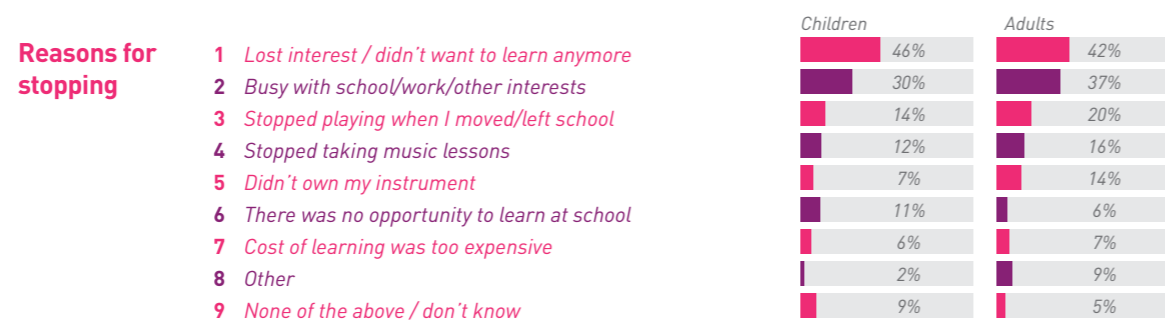 Children Adults
Reasons for stopping
1 Lost interest / didn't want to learn anymore 46% 42%
2 Busy with school/work/other interests 30% 37%
3 Stopped playing when I moved/left school 14% 20%
4 Stopped taking music lessons 12% 16%
5 Didn't own my instrument 7% 14%
6 There was no opportunity to learn at school 11% 6%
7 Cost of learning was too expensive 6% 7%
8 Other 2% 9%
9 None of the above / don't know 9% 5%